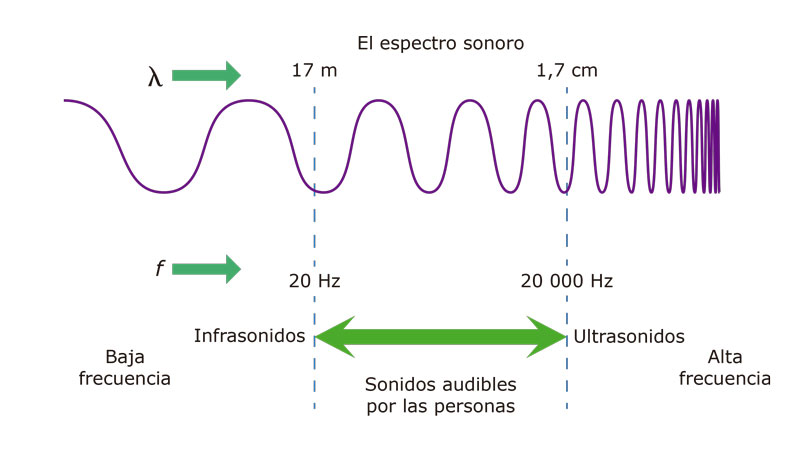 El espectro sonoro
λ
17 m
1,7 cm
f
20 Hz
20 000 Hz
Infrasonidos
Ultrasonidos
Baja
frecuencia
Sonidos audibles
por las personas
Alta
frecuencia